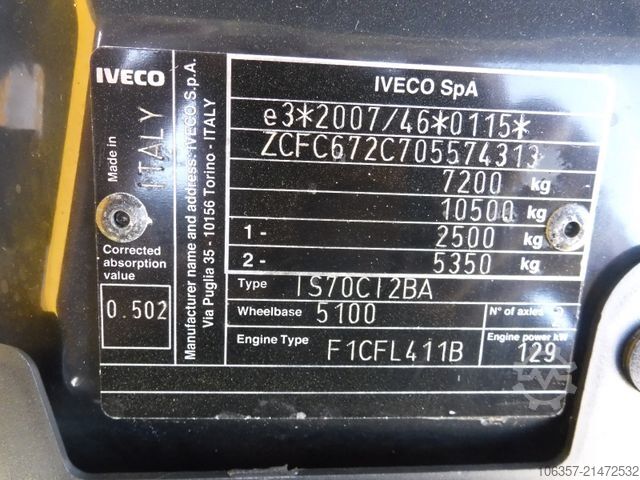 IVECO
IVECO SpA
Made in ITALY
Manufacturer name and address: IVECO S.p.A.
Via Puglia 35 - 10156 Torino - ITALY
e3*2007/46*0115*
ZCFC672C705574313
7200 kg
10500 kg
1- 2500 kg
2- 5350 kg
Corrected
absorption
value
0.502
Type IS70CI2BA
Wheelbase 5100
N° of axles 2
Engine Type F1CFL411B
Engine power kW
129
106357-21472532